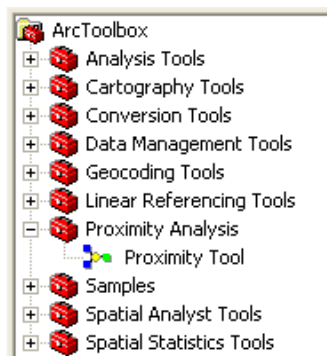 ArcToolbox
Analysis Tools
Cartography Tools
Conversion Tools
Data Management Tools
Geocoding Tools
Linear Referencing Tools
Proximity Analysis
Proximity Tool
Samples
Spatial Analyst Tools
Spatial Statistics Tools